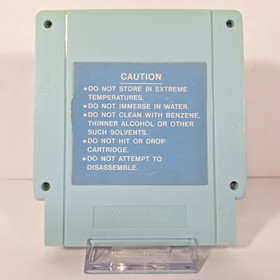 CAUTION
•DO NOT STORE IN EXTREME
TEMPERATURES.
•DO NOT IMMERSE IN WATER.
•DO NOT CLEAN WITH BENZENE,
THINNER ALCOHOL OR OTHER
SUCH SOLVENTS.
•DO NOT HIT OR DROP
CARTRIDGE.
•DO NOT ATTEMPT TO
DISASSEMBLE.